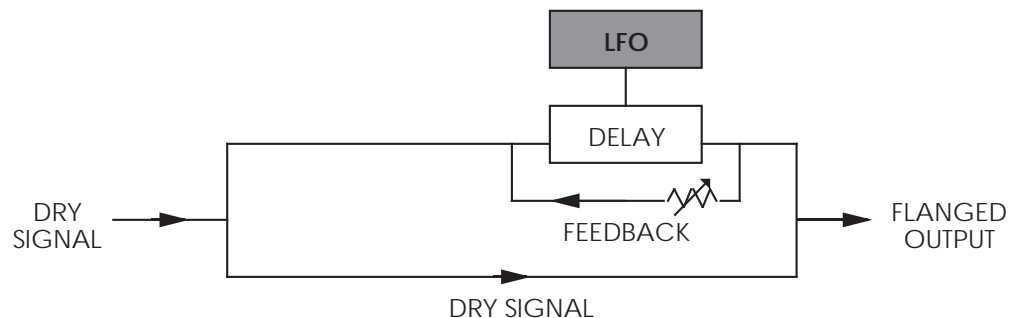 LFO
DELAY
FEEDBACK
DRY
SIGNAL
FLANGED
OUTPUT
DRY SIGNAL